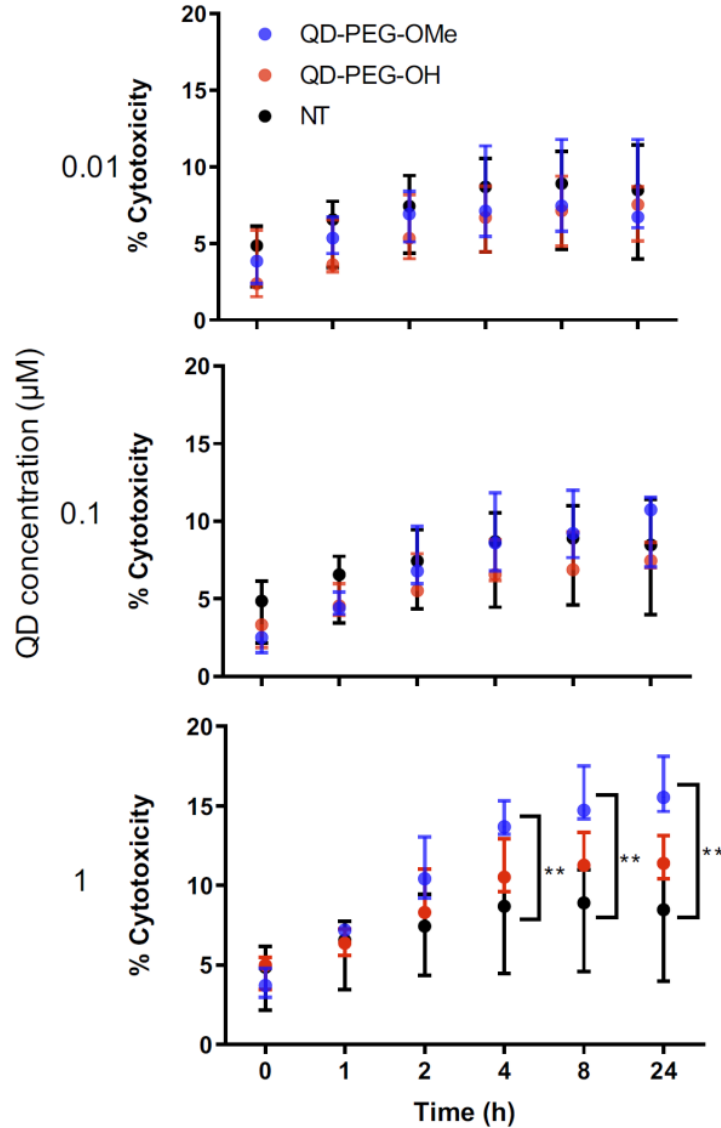 QD concentration (µM)
0.01
% Cytotoxicity
20
15
10
5
0
QD-PEG-OMe
QD-PEG-OH
NT
0.1
% Cytotoxicity
20
15
10
5
0
1
% Cytotoxicity
20
15
10
5
0
**
**
**
0 1 2 4 8 24
Time (h)